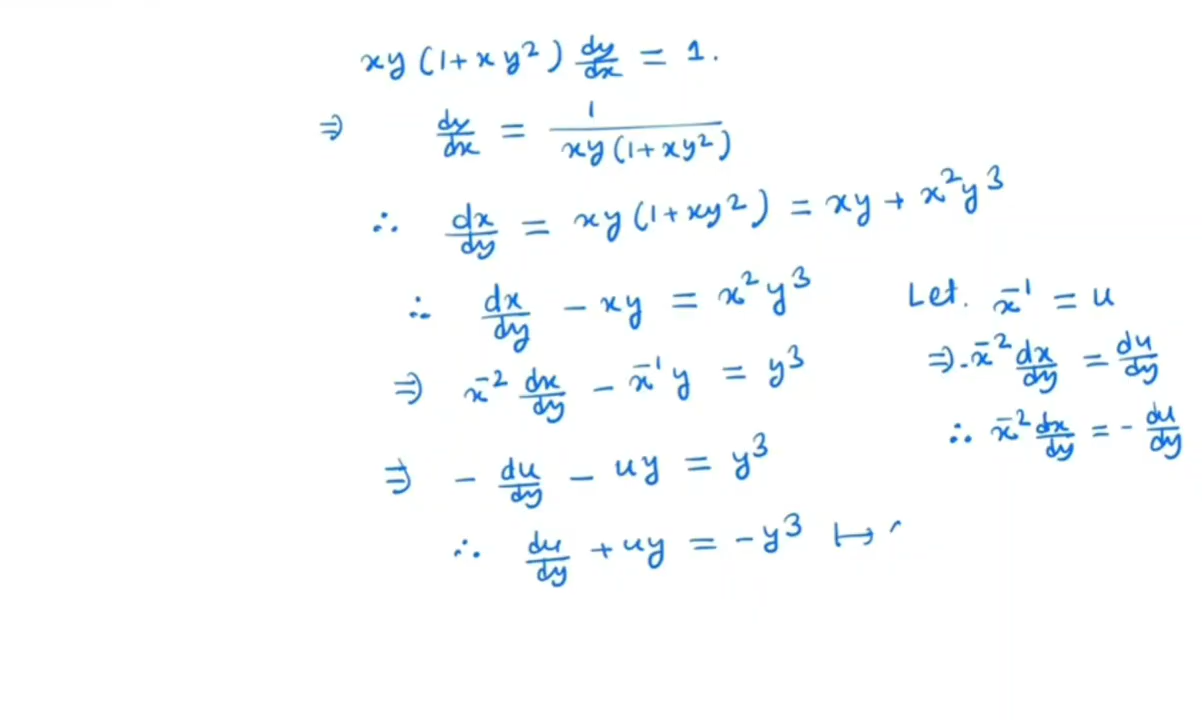 xy (1 + x y²) dy/dx = 1.
⇒ dy/dx = 1/(xy(1+xy²))
∴ dx/dy = xy(1+xy²) = xy + x²y³
∴ dx/dy - xy = x²y³
Let. x⁻¹ = u
⇒ x⁻² dx/dy - x⁻¹y = y³
⇒ -x⁻² dx/dy = du/dy
∴ x⁻² dx/dy = - du/dy
⇒ - du/dy - uy = y³
∴ du/dy + uy = -y³ ↦